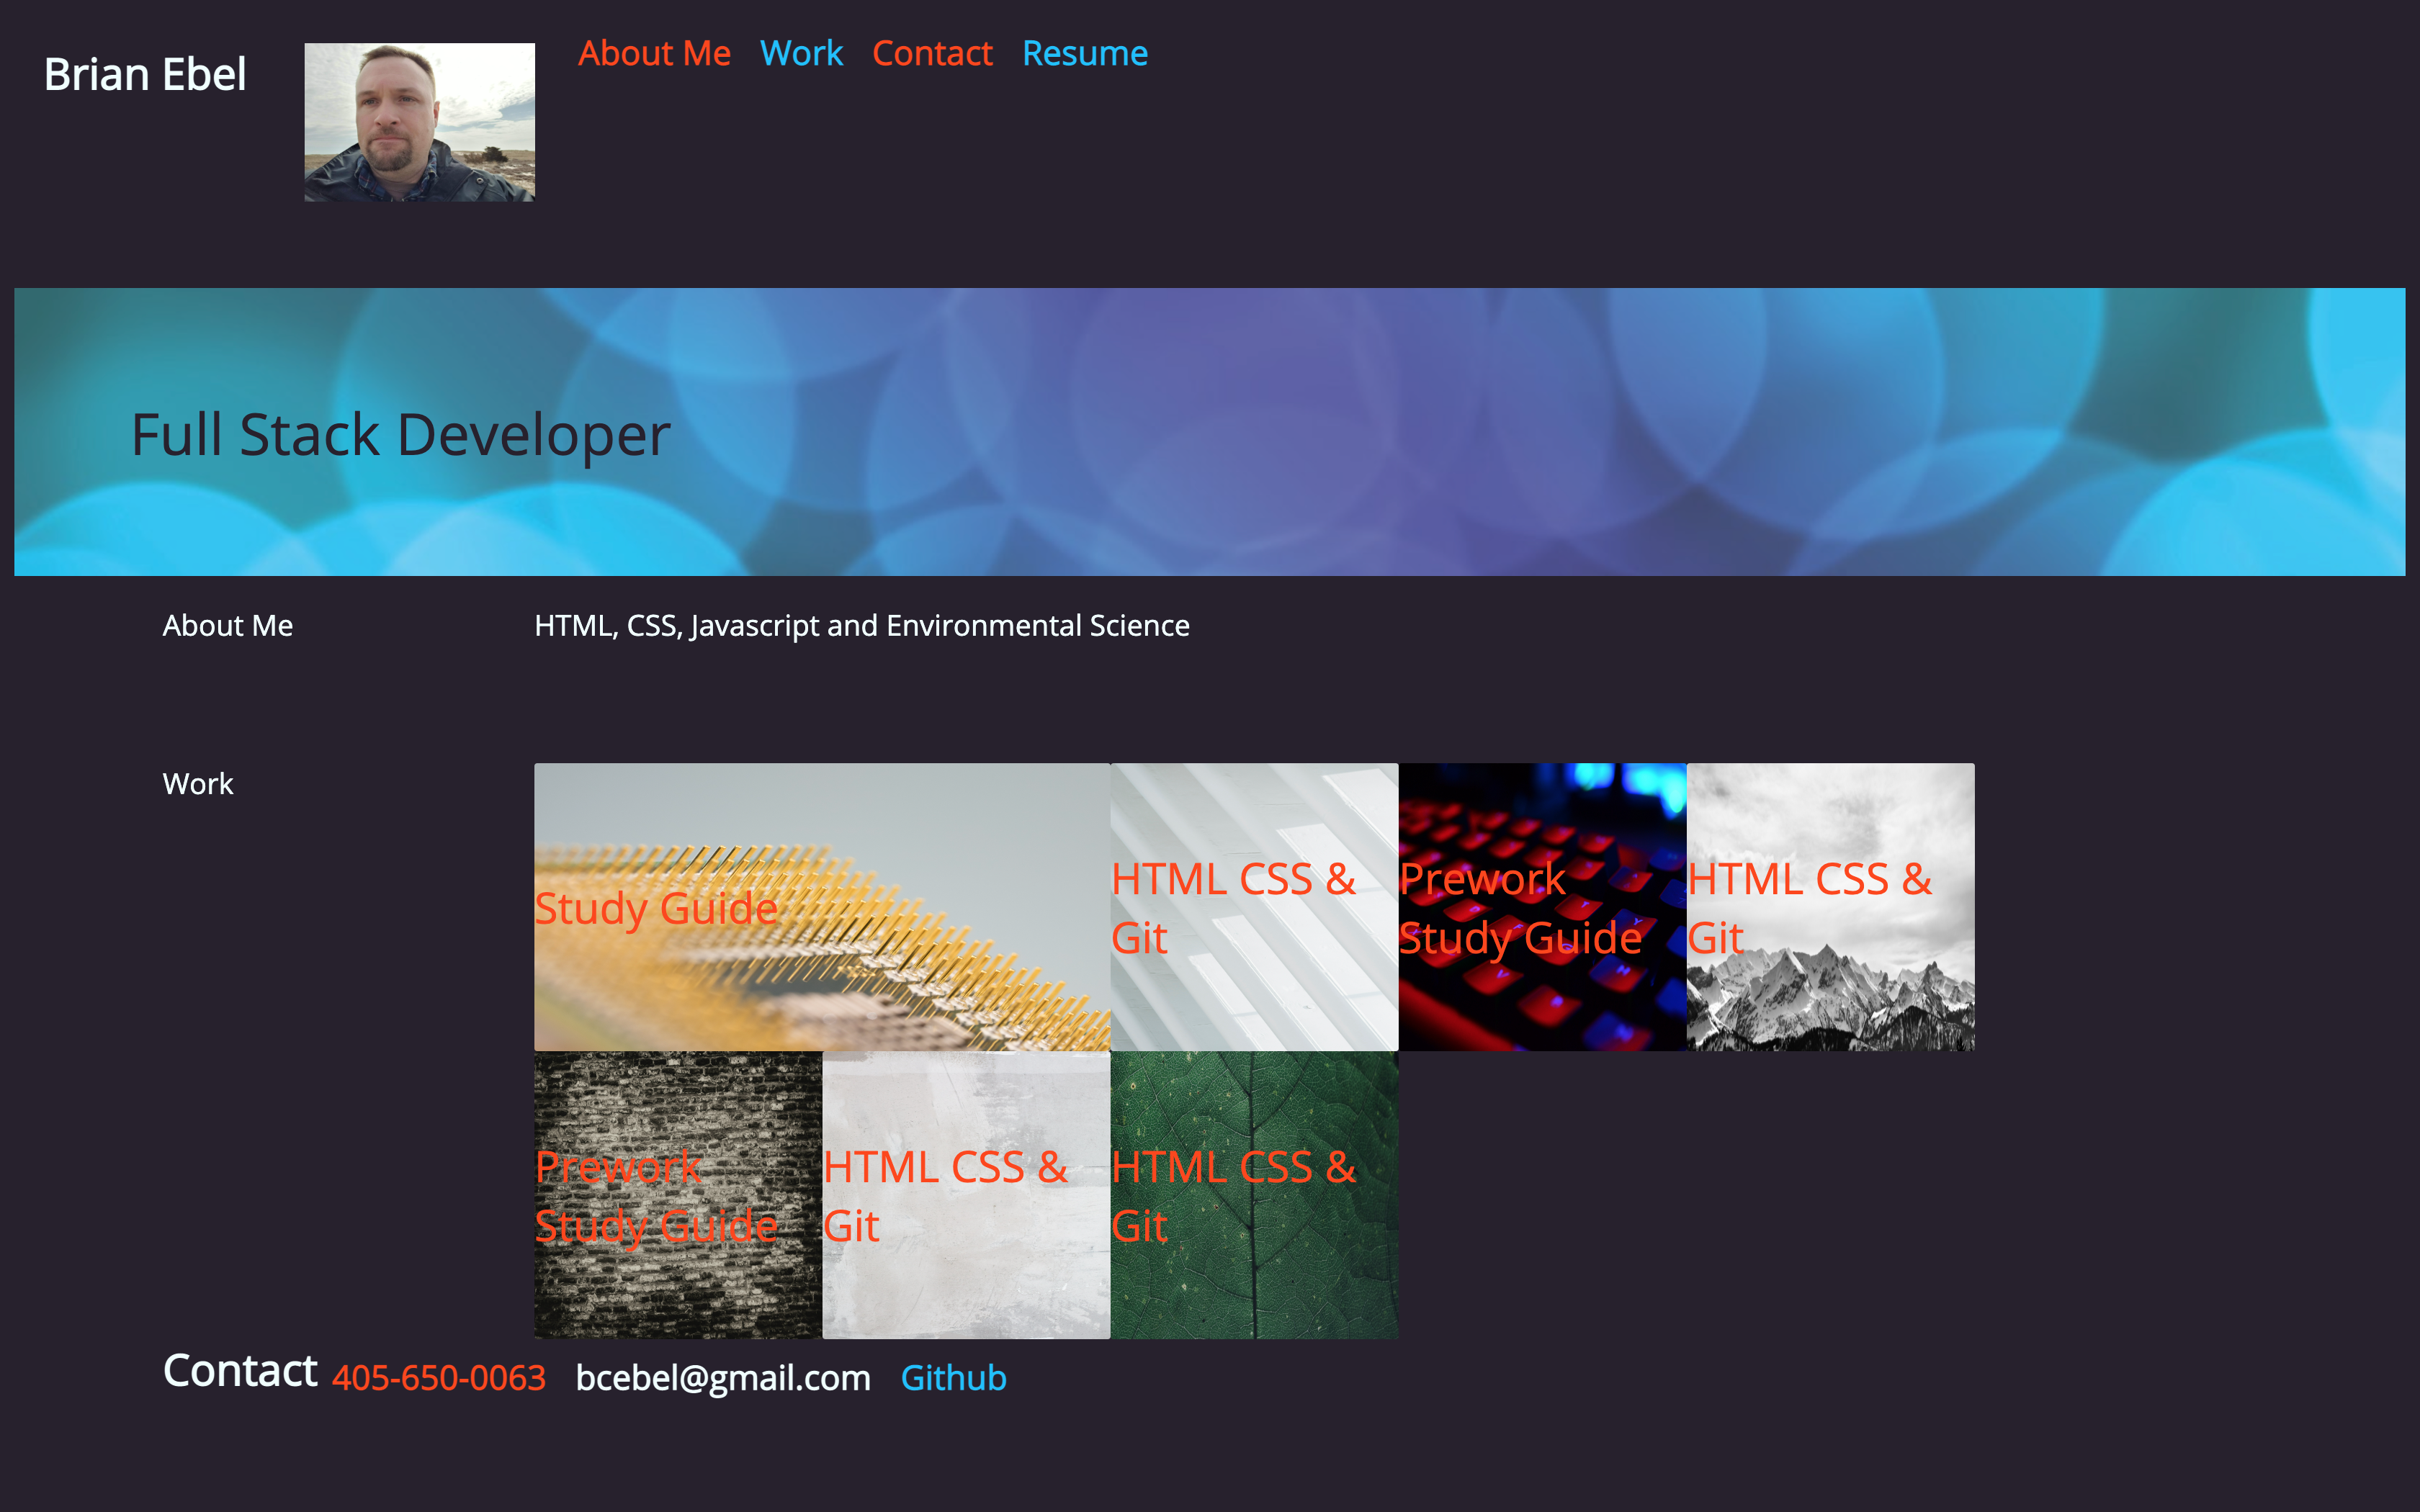 Brian Ebel
About Me Work Contact Resume
Full Stack Developer
About Me
HTML, CSS, Javascript and Environmental Science
Work
Study Guide
HTML CSS &
Git
Prework
Study Guide
HTML CSS &
Git
Prework
Study Guide
HTML CSS &
Git
HTML CSS &
Git
Contact 405-650-0063 bcebel@gmail.com Github